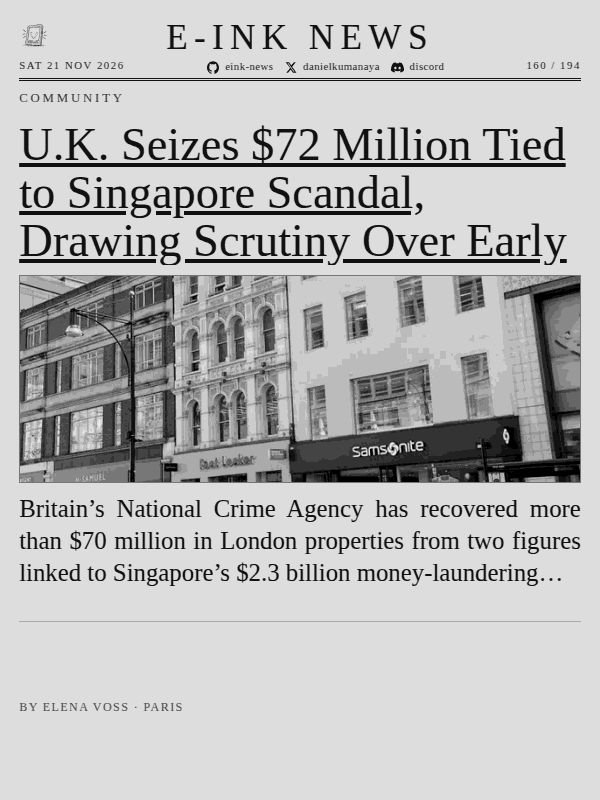 E-INK NEWS
SAT 21 NOV 2026
eink-news
danielkumanaya
discord
160 / 194
COMMUNITY
U.K. Seizes $72 Million Tied
to Singapore Scandal,
Drawing Scrutiny Over Early
Samsonite
Foot Locker
H. SAMUEL
Britain’s National Crime Agency has recovered more
than $70 million in London properties from two figures
linked to Singapore’s $2.3 billion money-laundering…
BY ELENA VOSS · PARIS